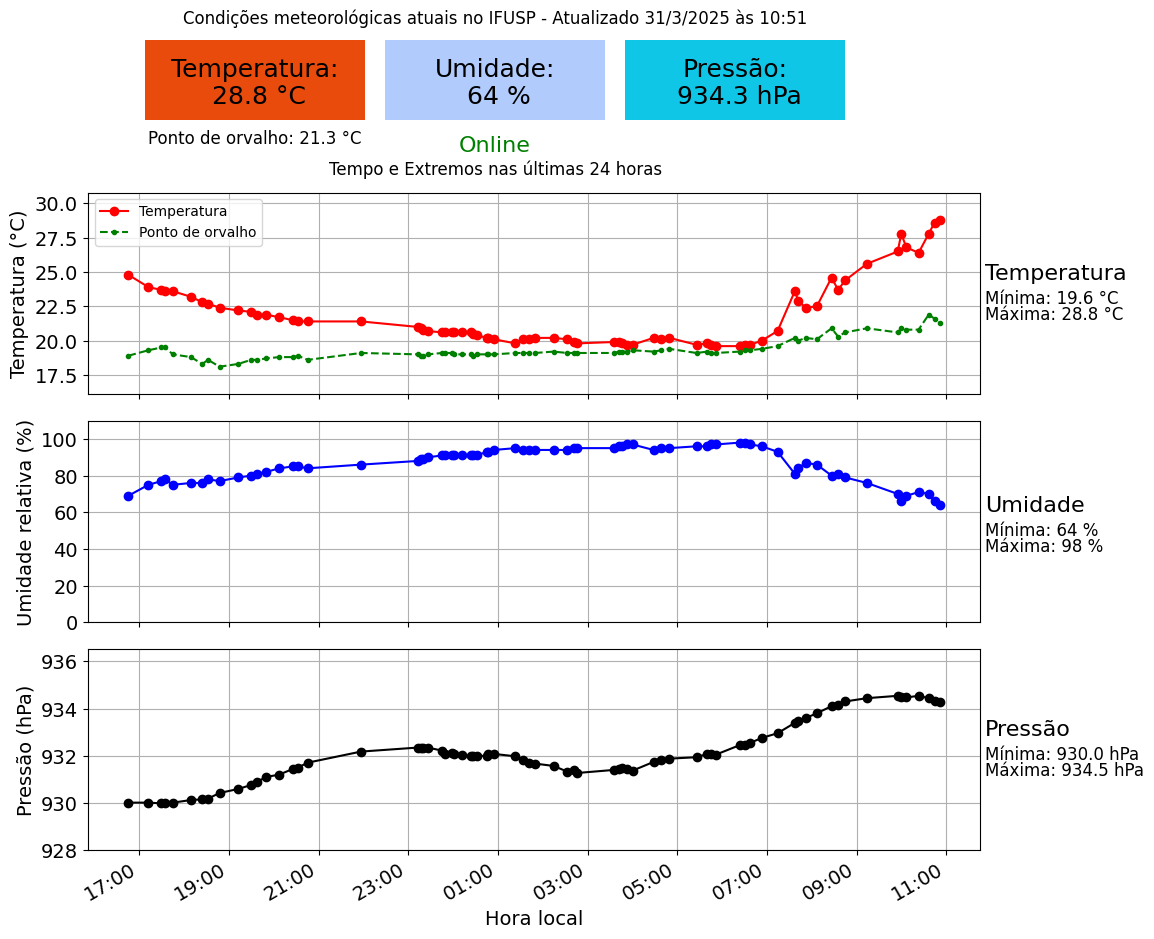 Condições meteorológicas atuais no IFUSP - Atualizado 31/3/2025 às 10:51
Temperatura:
28.8 °C
Umidade:
64 %
Pressão:
934.3 hPa
Ponto de orvalho: 21.3 °C
Online
Tempo e Extremos nas últimas 24 horas
Temperatura (°C)
30.0
27.5
25.0
22.5
20.0
17.5
Temperatura
Ponto de orvalho
Temperatura
Mínima: 19.6 °C
Máxima: 28.8 °C
Umidade relativa (%)
100
80
60
40
20
0
Umidade
Mínima: 64 %
Máxima: 98 %
Pressão (hPa)
936
934
932
930
928
Pressão
Mínima: 930.0 hPa
Máxima: 934.5 hPa
17:00
19:00
21:00
23:00
01:00
03:00
05:00
07:00
09:00
11:00
Hora local